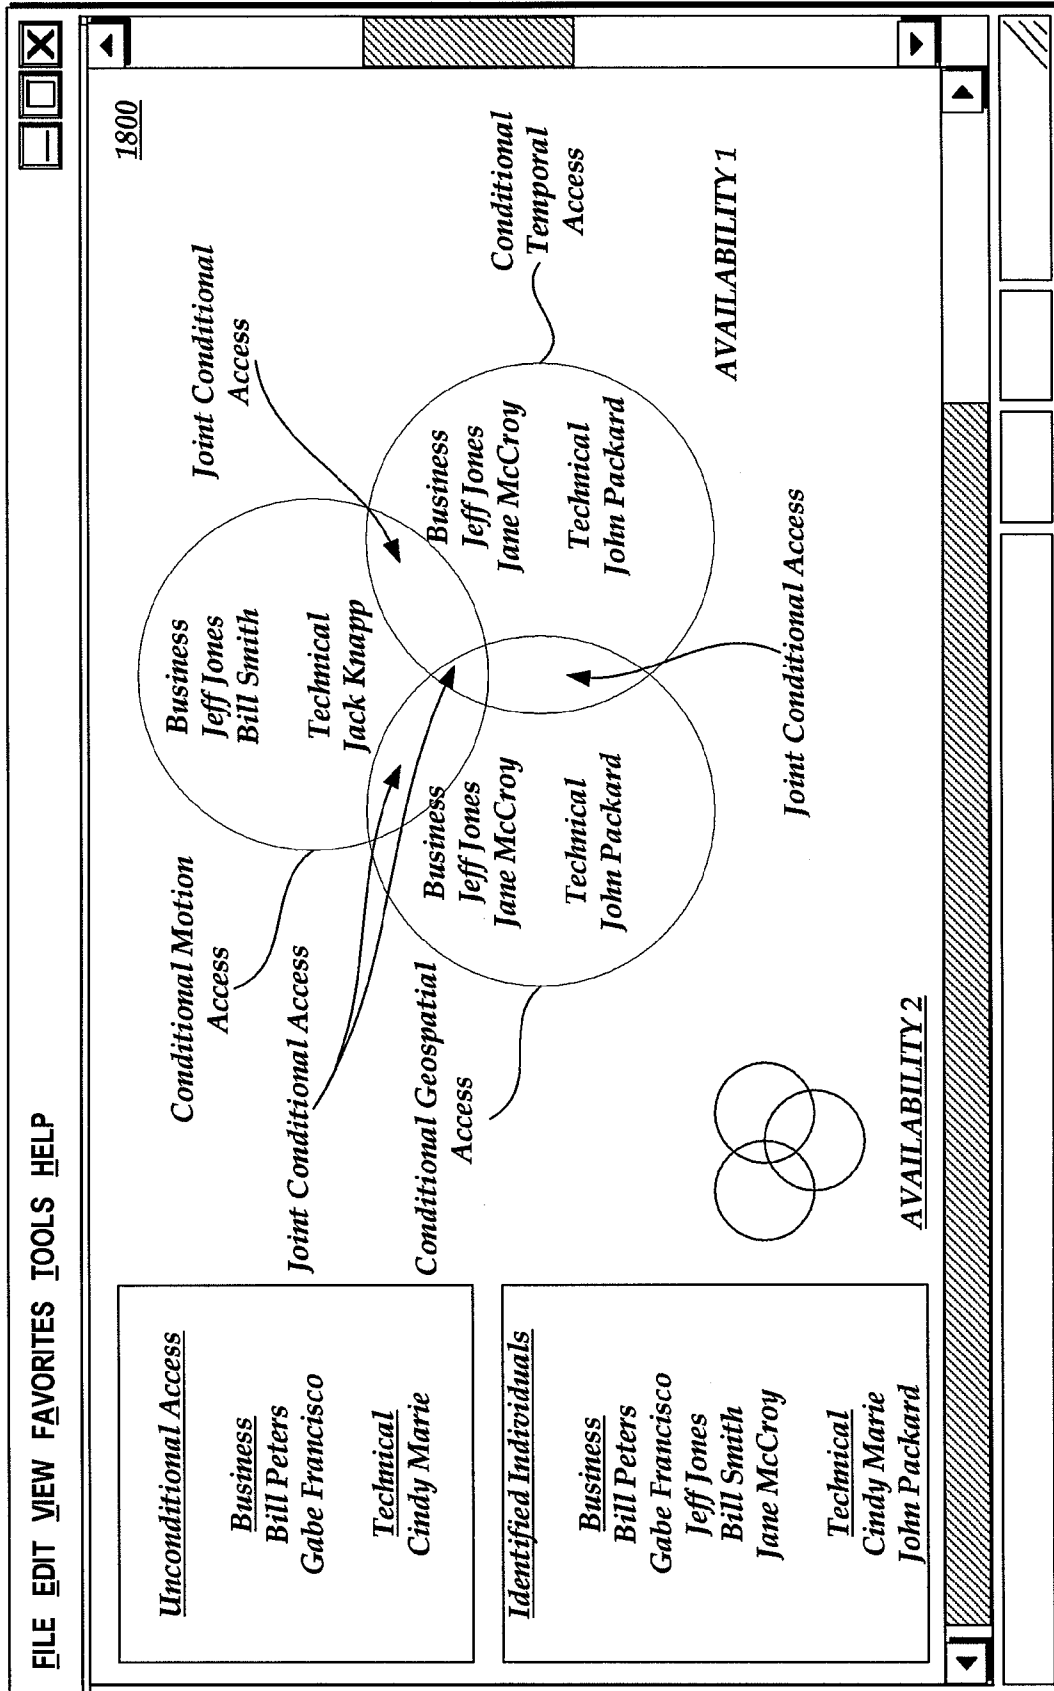 FILE EDIT VIEW FAVORITES TOOLS HELP
1800
Unconditional Access
Business
Bill Peters
Gabe Francisco
Technical
Cindy Marie
Identified Individuals
Business
Bill Peters
Gabe Francisco
Jeff Jones
Bill Smith
Jane McCroy
Technical
Cindy Marie
John Packard
Conditional Motion
Access
Joint Conditional Access
Conditional Geospatial
Access
Business
Jeff Jones
Bill Smith
Technical
Jack Knapp
Joint Conditional
Access
Business
Jeff Jones
Jane McCroy
Technical
John Packard
Business
Jeff Jones
Jane McCroy
Technical
John Packard
Conditional
Temporal
Access
Joint Conditional Access
AVAILABILITY 1
AVAILABILITY 2